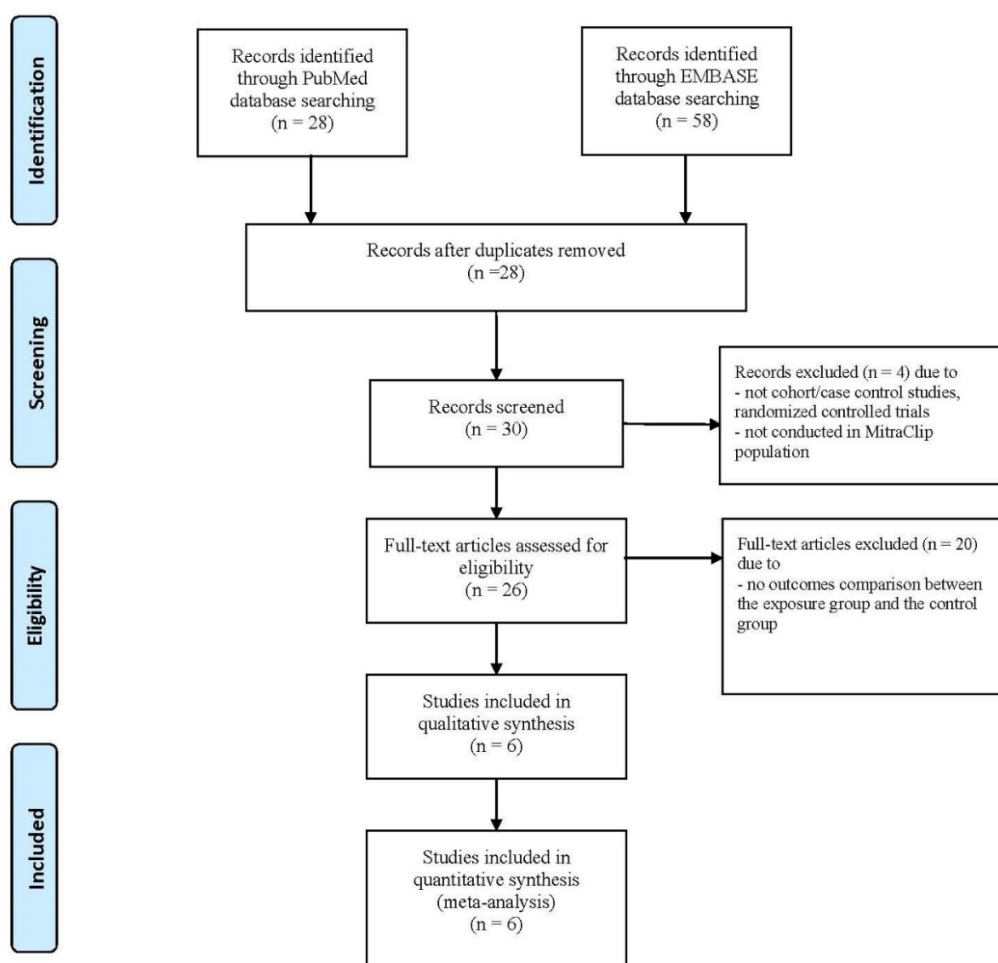 Identification
Records identified
through PubMed
database searching
(n = 28)
Records identified
through EMBASE
database searching
(n = 58)
Records after duplicates removed
(n =28)
Screening
Records screened
(n = 30)
Records excluded (n = 4) due to
- not cohort/case control studies,
randomized controlled trials
- not conducted in MitraClip
population
Eligibility
Full-text articles assessed for
eligibility
(n = 26)
Full-text articles excluded (n = 20)
due to
- no outcomes comparison between
the exposure group and the control
group
Studies included in
qualitative synthesis
(n = 6)
Included
Studies included in
quantitative synthesis
(meta-analysis)
(n = 6)